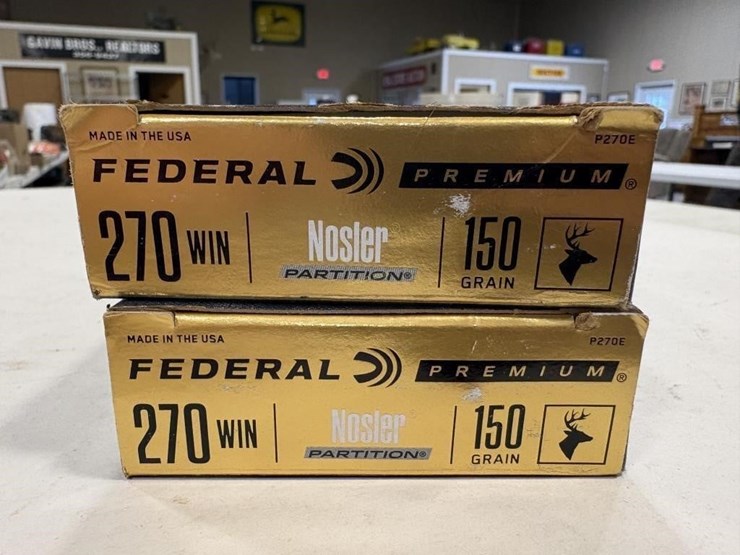 GAVIN BROS., REALTORS
MADE IN THE USA
P270E
FEDERAL PREMIUM®
270 WIN
Nosler
PARTITION®
150
GRAIN
MADE IN THE USA
P270E
FEDERAL PREMIUM®
270 WIN
Nosler
PARTITION®
150
GRAIN